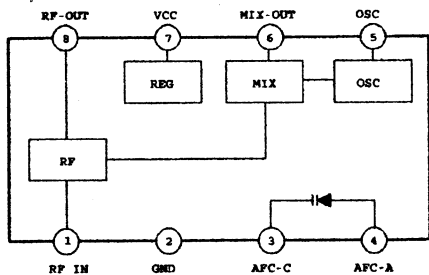 RF-OUT VCC MIX-OUT OSC
8 7 6 5
REG MIX OSC
RF
1 2 3 4
RF IN GND AFC-C AFC-A